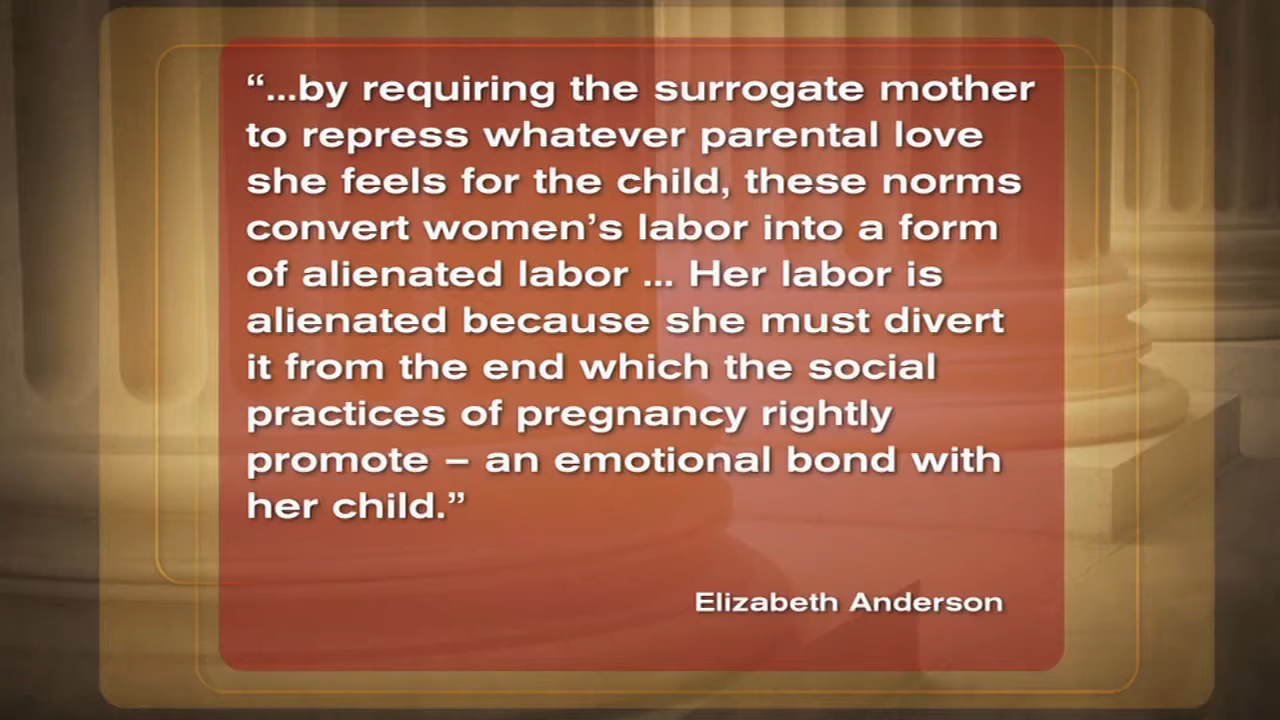 “...by requiring the surrogate mother
to repress whatever parental love
she feels for the child, these norms
convert women’s labor into a form
of alienated labor ... Her labor is
alienated because she must divert
it from the end which the social
practices of pregnancy rightly
promote – an emotional bond with
her child.”
Elizabeth Anderson